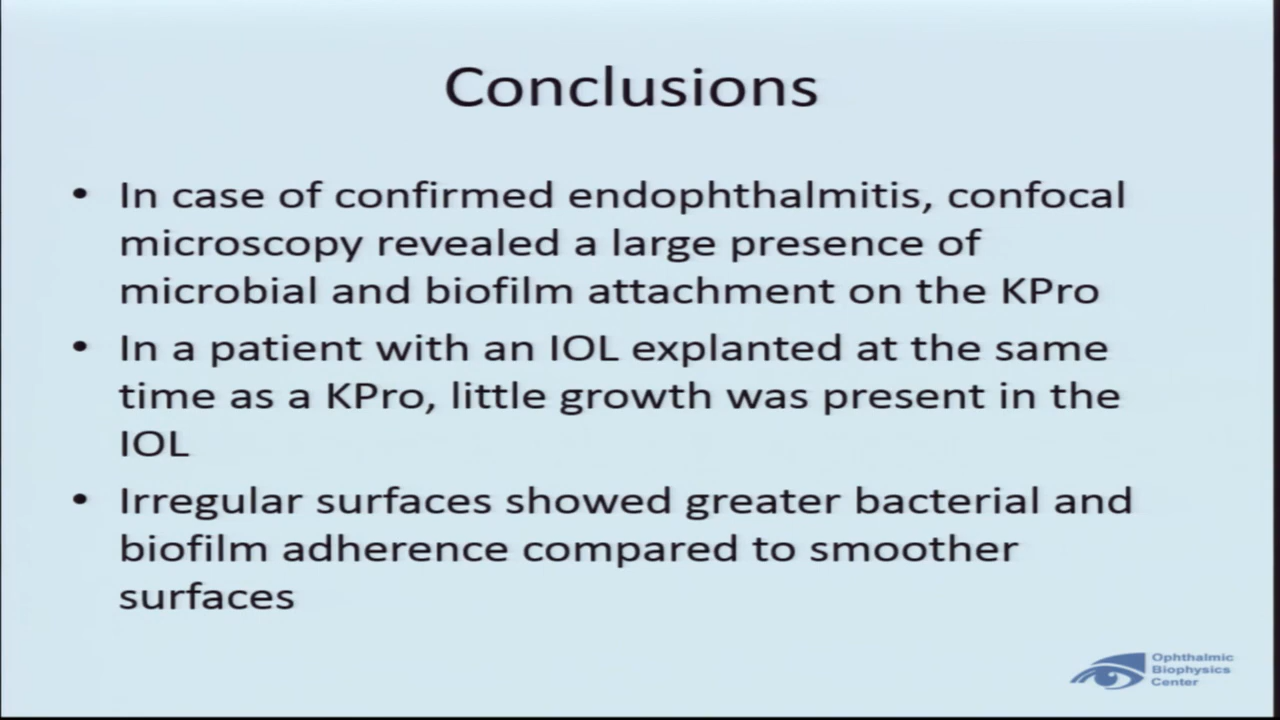 Conclusions
• In case of confirmed endophthalmitis, confocal
microscopy revealed a large presence of
microbial and biofilm attachment on the KPro
• In a patient with an IOL explanted at the same
time as a KPro, little growth was present in the
IOL
• Irregular surfaces showed greater bacterial and
biofilm adherence compared to smoother
surfaces
Ophthalmic
Biophysics
Center